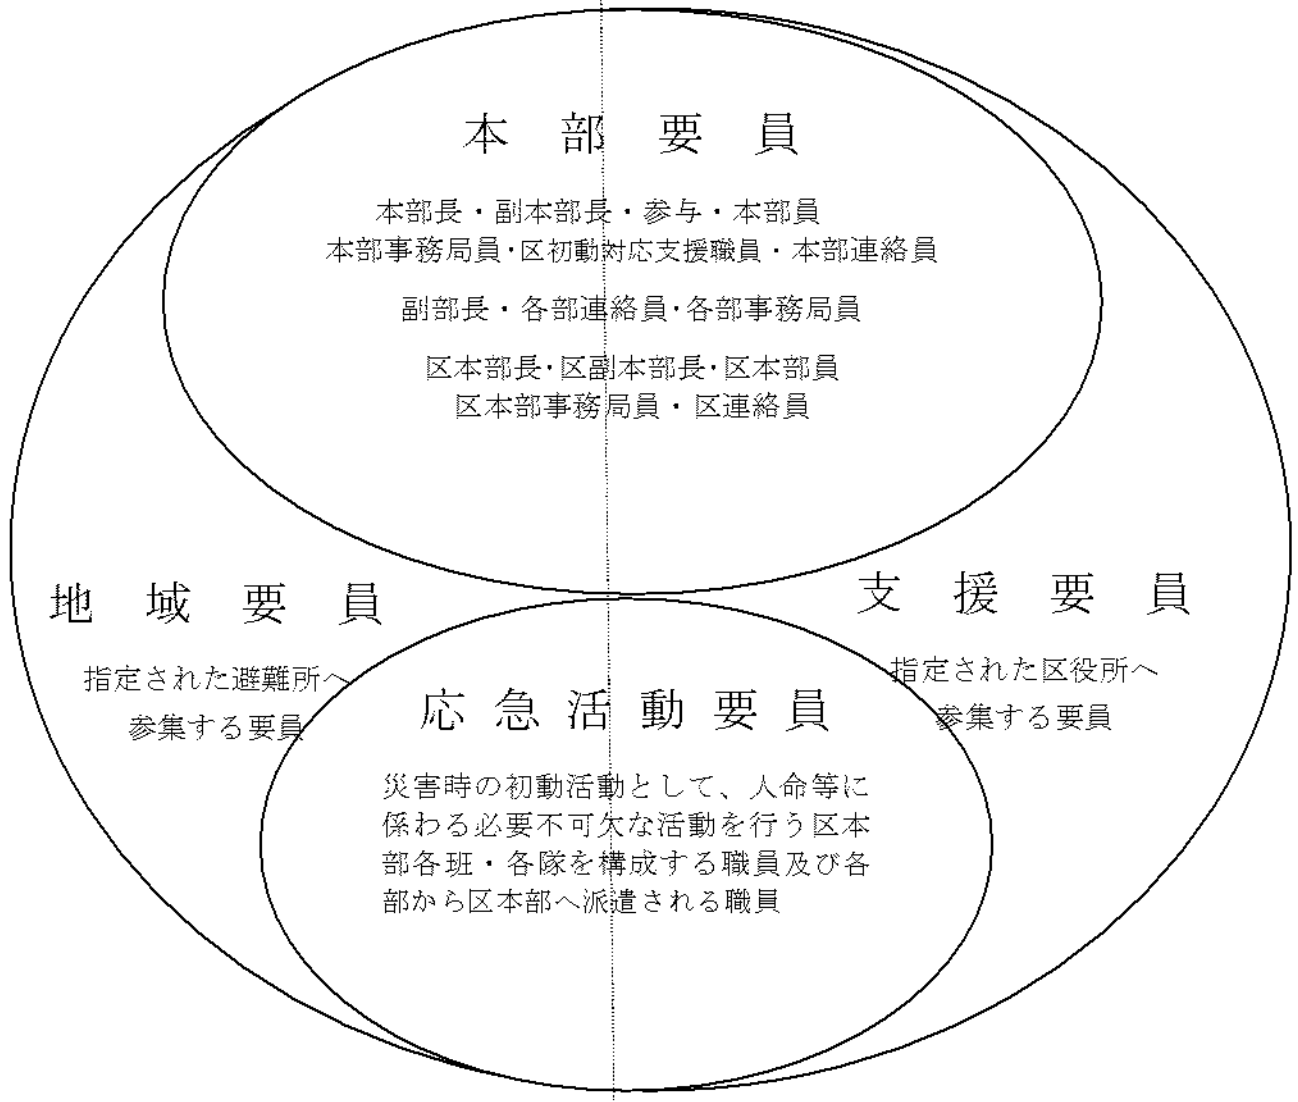 本部要員
本部長・副本部長・参与・本部員
本部事務局員・区初動対応支援職員・本部連絡員
副部長・各部連絡員・各部事務局員
区本部長・区副本部長・区本部員
区本部事務局員・区連絡員
地域要員
指定された避難所へ
参集する要員
支援要員
指定された区役所へ
参集する要員
応急活動要員
災害時の初動活動として、人命等に
係わる必要不可欠な活動を行う区本
部各班・各隊を構成する職員及び各
部から区本部へ派遣される職員